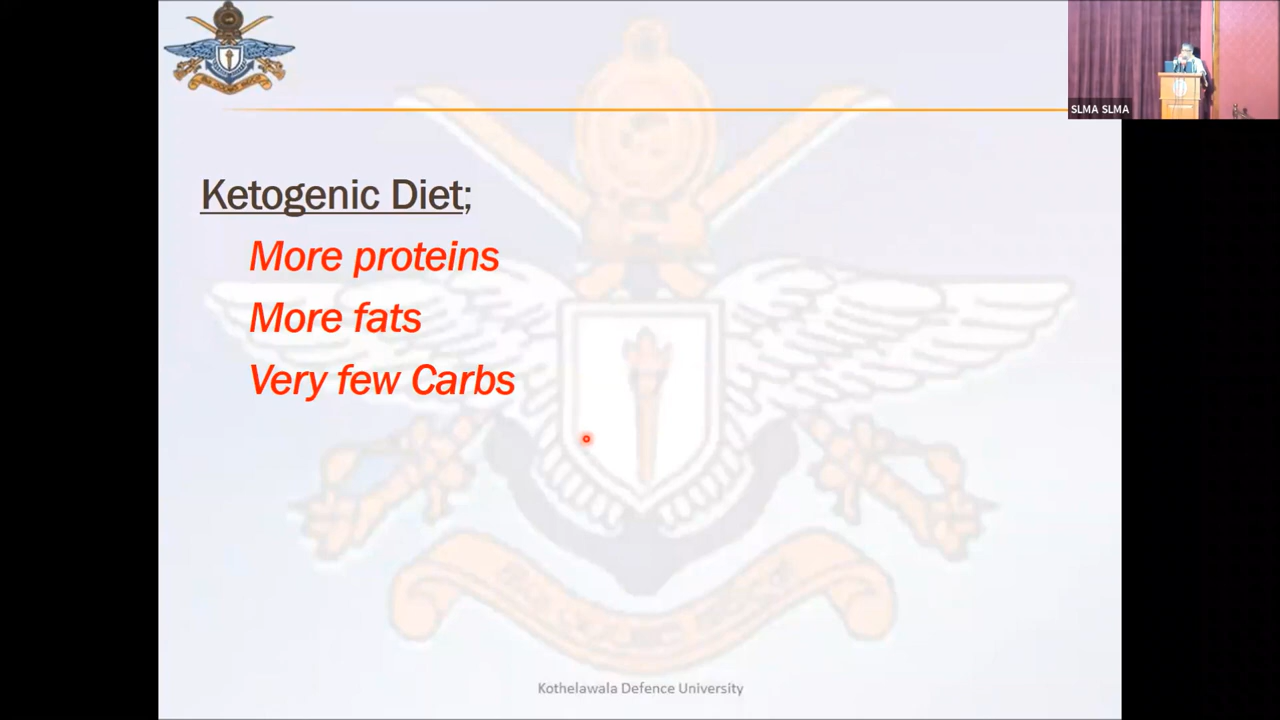 SLMA SLMA
Ketogenic Diet;
More proteins
More fats
Very few Carbs
Kothelawala Defence University